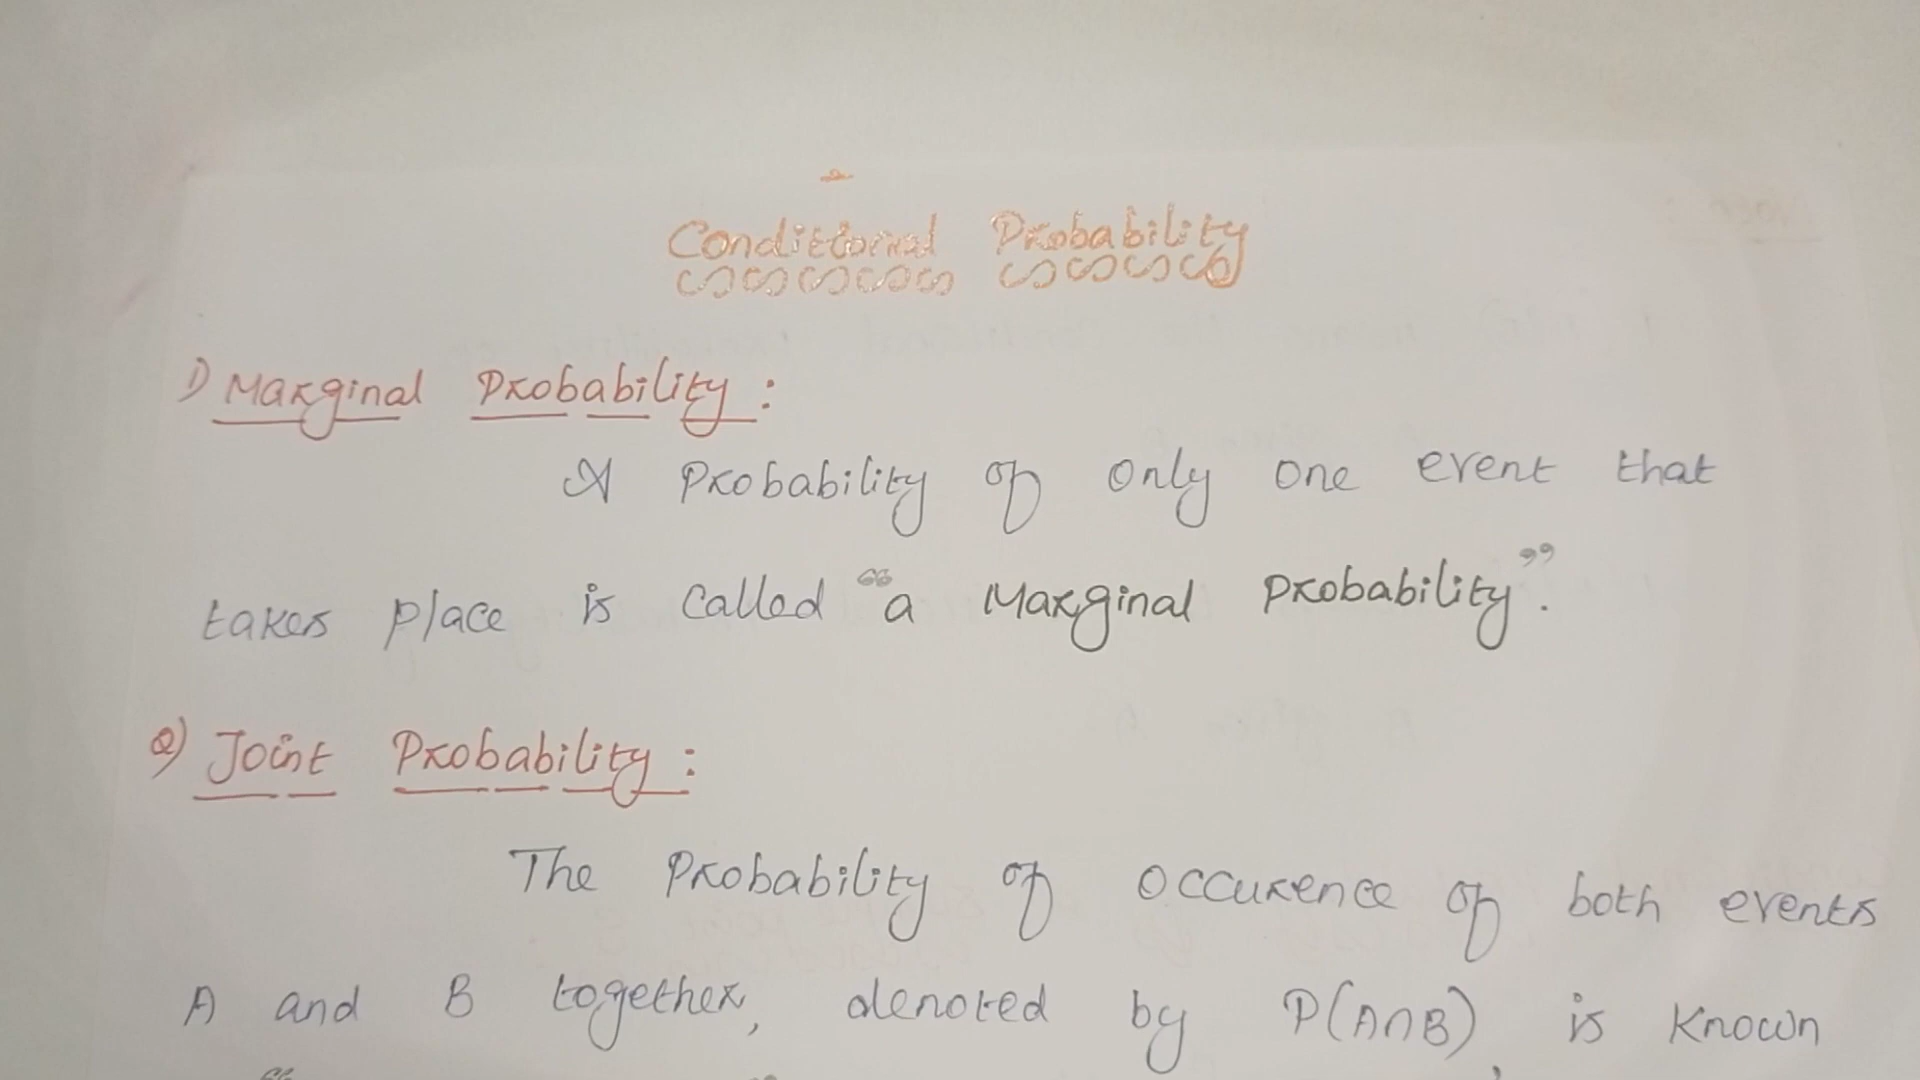 Conditional Probability
1) Marginal Probability :
A Probability of only one event that
takes place is called “a Marginal Probability”.
2) Joint Probability :
The Probability of occurence of both events
A and B together, denoted by P(A∩B), is known